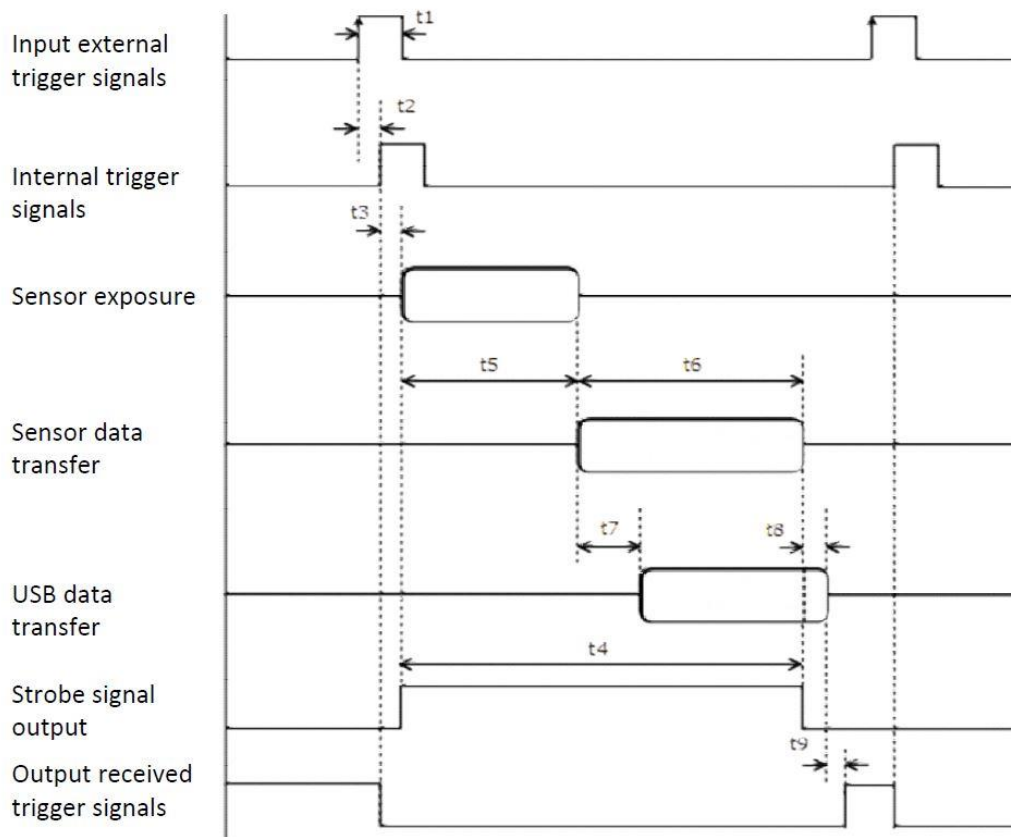 Input external
trigger signals
t1
t2
Internal trigger
signals
t3
Sensor exposure
t5
t6
Sensor data
transfer
t7
t8
USB data
transfer
t4
Strobe signal
output
t9
Output received
trigger signals